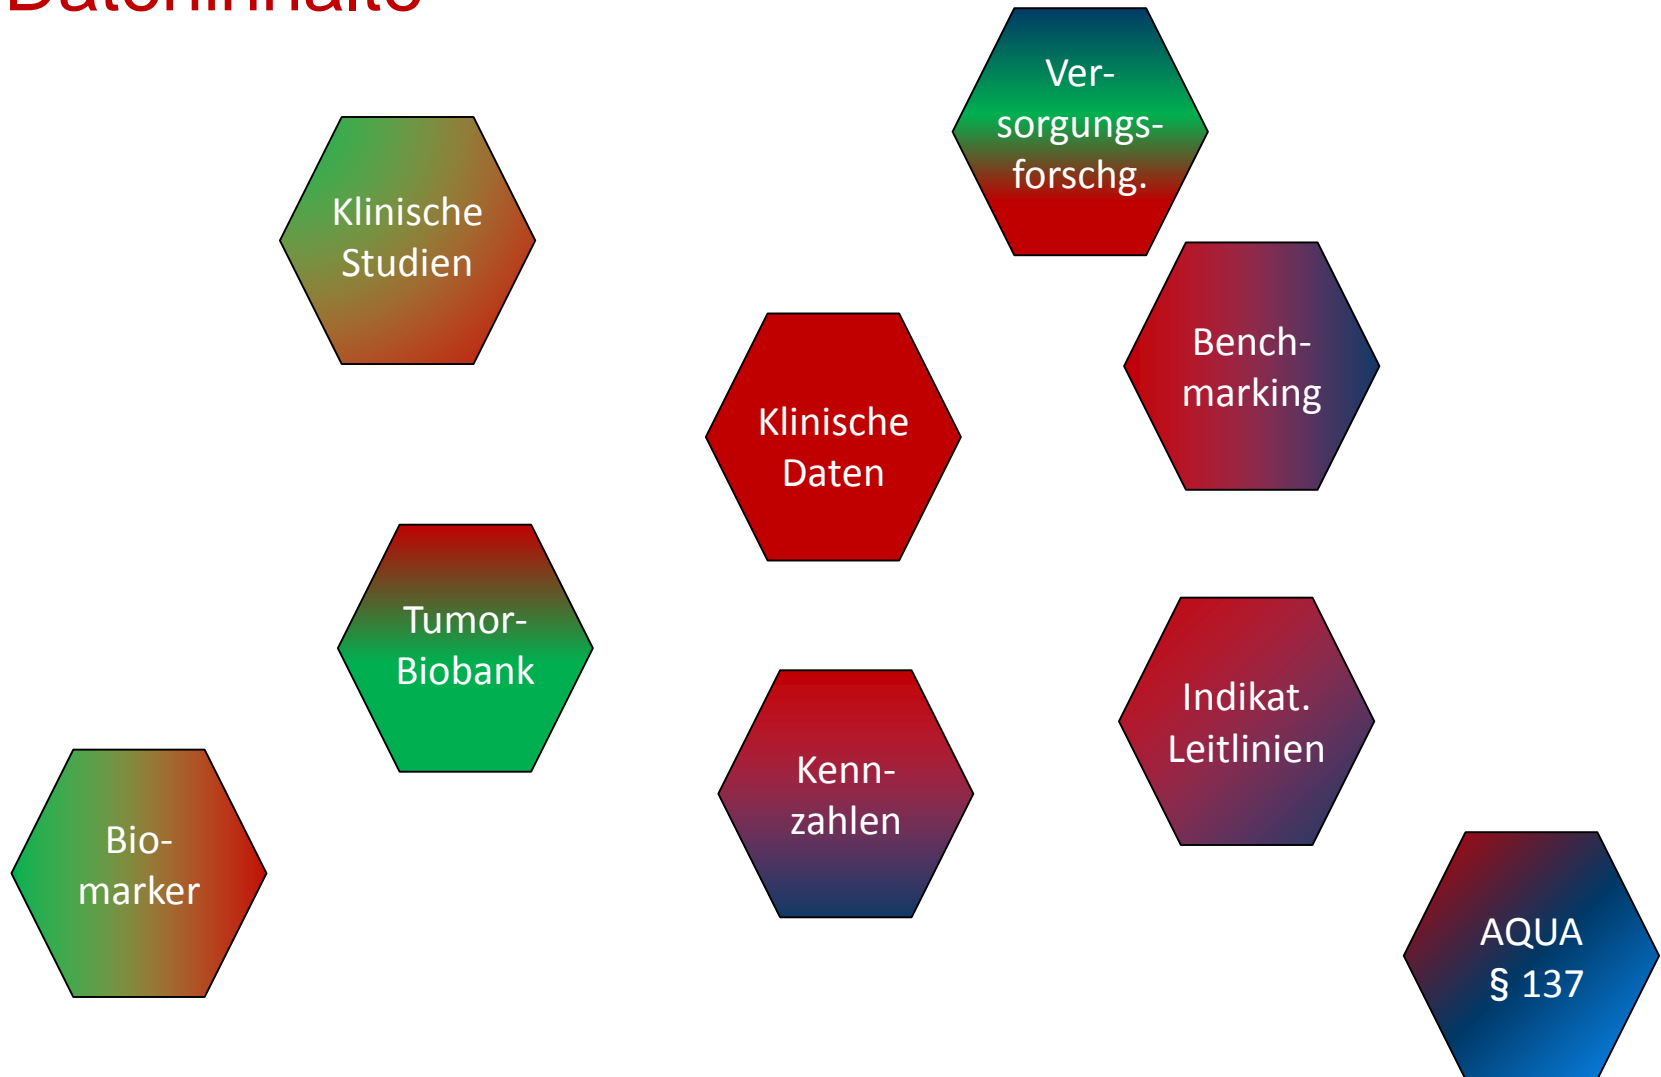 Dateninhalte
Ver-
sorgungs-
forschg.
Klinische
Studien
Bench-
marking
Klinische
Daten
Tumor-
Biobank
Indikat.
Leitlinien
Kenn-
zahlen
Bio-
marker
AQUA
§ 137